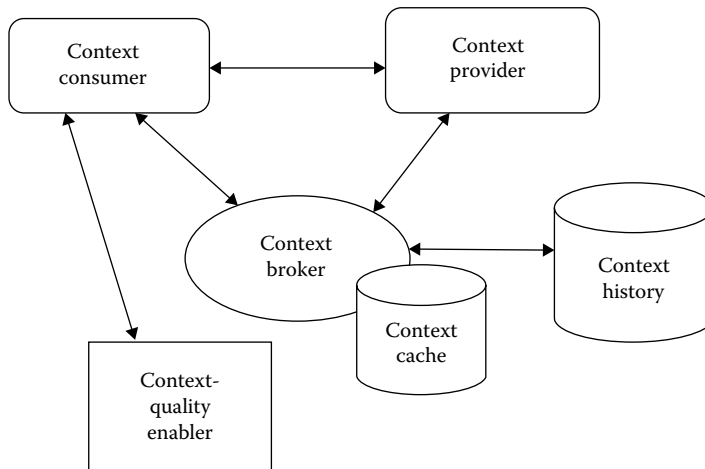 Context
consumer
Context
provider
Context
broker
Context
history
Context
cache
Context-
quality
enabler